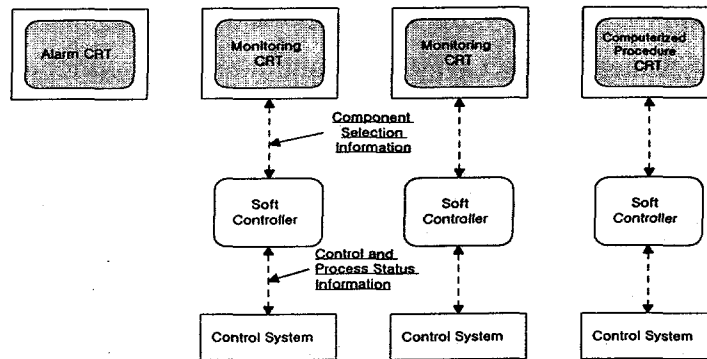 Alarm CRT
Monitoring
CRT
Monitoring
CRT
Computerized
Procedure
CRT
Component
Selection
Information
Soft
Controller
Soft
Controller
Soft
Controller
Control and
Process Status
Information
Control System
Control System
Control System